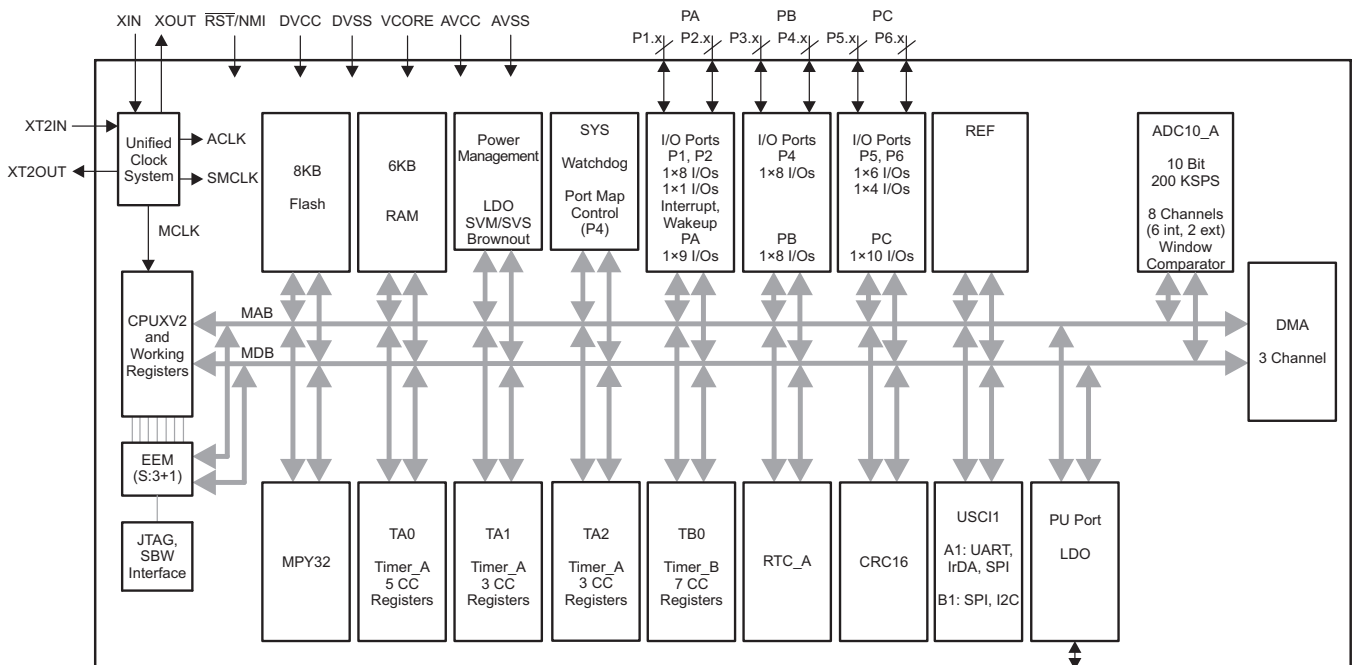 XIN XOUT RST/NMI DVCC DVSS VCORE AVCC AVSS
PA PB PC
P1.x P2.x P3.x P4.x P5.x P6.x
XT2IN
XT2OUT
Unified
Clock
System
ACLK
SMCLK
MCLK
8KB
Flash
6KB
RAM
Power
Management
LDO
SVM/SVS
Brownout
SYS
Watchdog
Port Map
Control
(P4)
I/O Ports
P1, P2
1×8 I/Os
1×1 I/Os
Interrupt,
Wakeup
PA
1×9 I/Os
I/O Ports
P4
1×8 I/Os
PB
1×8 I/Os
I/O Ports
P5, P6
1×6 I/Os
1×4 I/Os
PC
1×10 I/Os
REF
ADC10_A
10 Bit
200 KSPS
8 Channels
(6 int, 2 ext)
Window
Comparator
CPUXV2
and
Working
Registers
MAB
MDB
DMA
3 Channel
EEM
(S:3+1)
JTAG,
SBW
Interface
MPY32
TA0
Timer_A
5 CC
Registers
TA1
Timer_A
3 CC
Registers
TA2
Timer_A
3 CC
Registers
TB0
Timer_B
7 CC
Registers
RTC_A
CRC16
USCI1
A1: UART,
IrDA, SPI
B1: SPI, I2C
PU Port
LDO